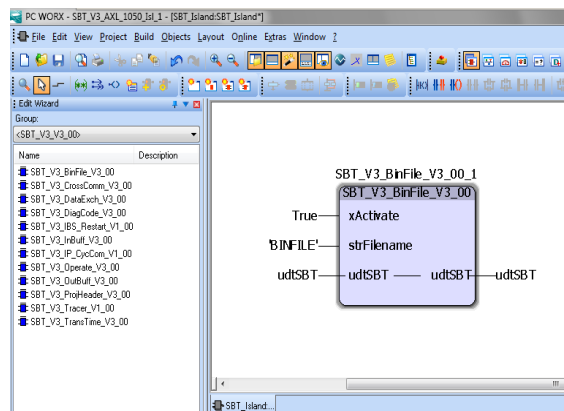 PC WORX - SBT_V3_AXL_1050_Isl_1 - [SBT_Island:SBT_Island*]
File Edit View Project Build Objects Layout Online Extras Window ?
Edit Wizard
Group:
<SBT_V3_V3_00>
Name Description
SBT_V3_BinFile_V3_00
SBT_V3_CrossComm_V3_00
SBT_V3_DataExch_V3_00
SBT_V3_DiagCode_V3_00
SBT_V3_IBS_Restart_V1_00
SBT_V3_InBuff_V3_00
SBT_V3_IP_CycCom_V1_00
SBT_V3_Operate_V3_00
SBT_V3_OutBuff_V3_00
SBT_V3_ProjHeader_V3_00
SBT_V3_Tracer_V1_00
SBT_V3_TransTime_V3_00
SBT_V3_BinFile_V3_00_1
SBT_V3_BinFile_V3_00
True xActivate
'BINFILE' strFilename
udtSBT udtSBT udtSBT udtSBT
SBT_Island:...